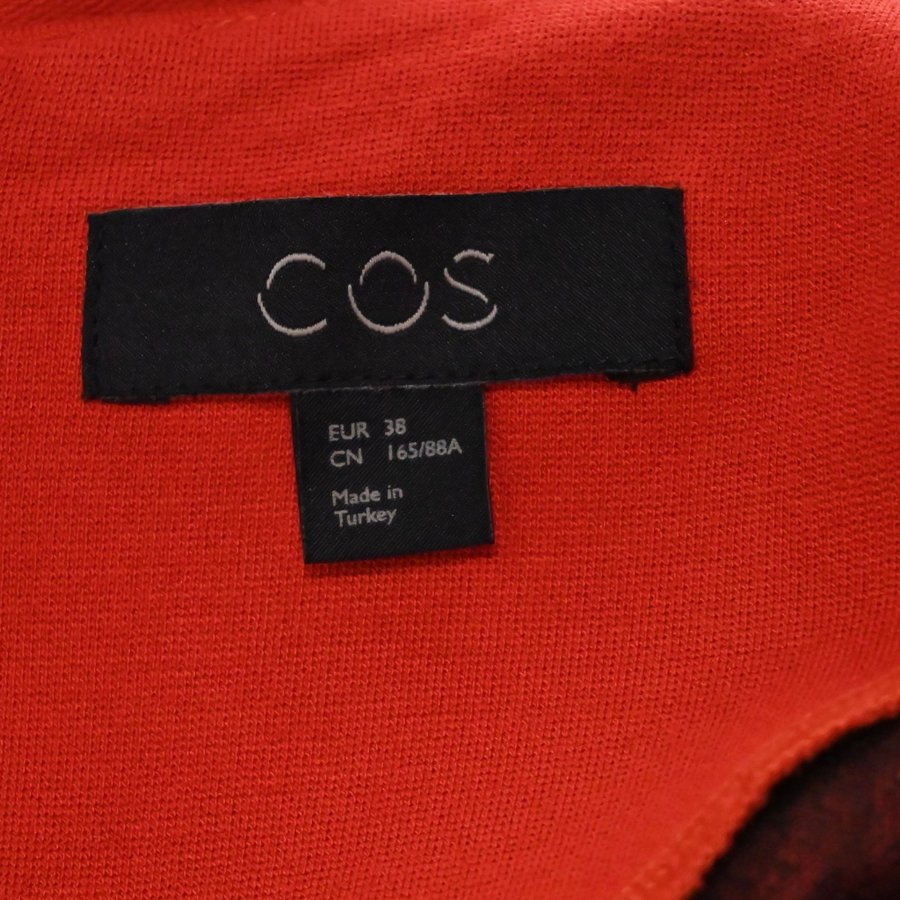 COS
EUR 38
CN 165/88A
Made in
Turkey